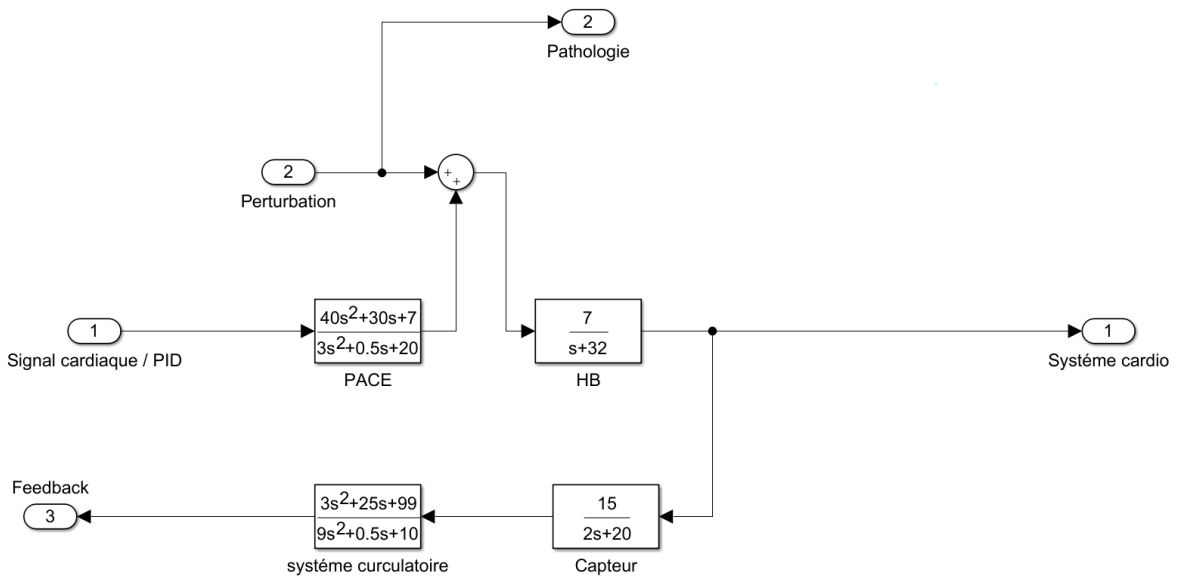 2
Pathologie
2
Perturbation
+
+
1
Signal cardiaque / PID
40s²+30s+7
3s²+0.5s+20
PACE
7
s+32
HB
1
Systéme cardio
Feedback
3
3s²+25s+99
9s²+0.5s+10
systéme curculatoire
15
2s+20
Capteur